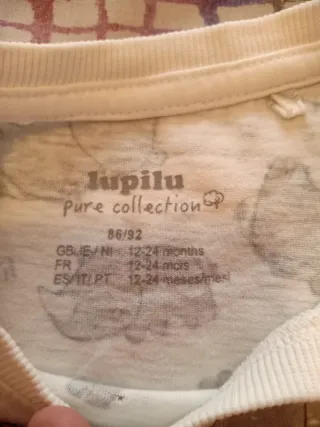 lupilu
pure collection
86/92
GB/IE/NI 12-24 months
FR 12-24 mois
ES/IT/PT 12-24 meses/mesi